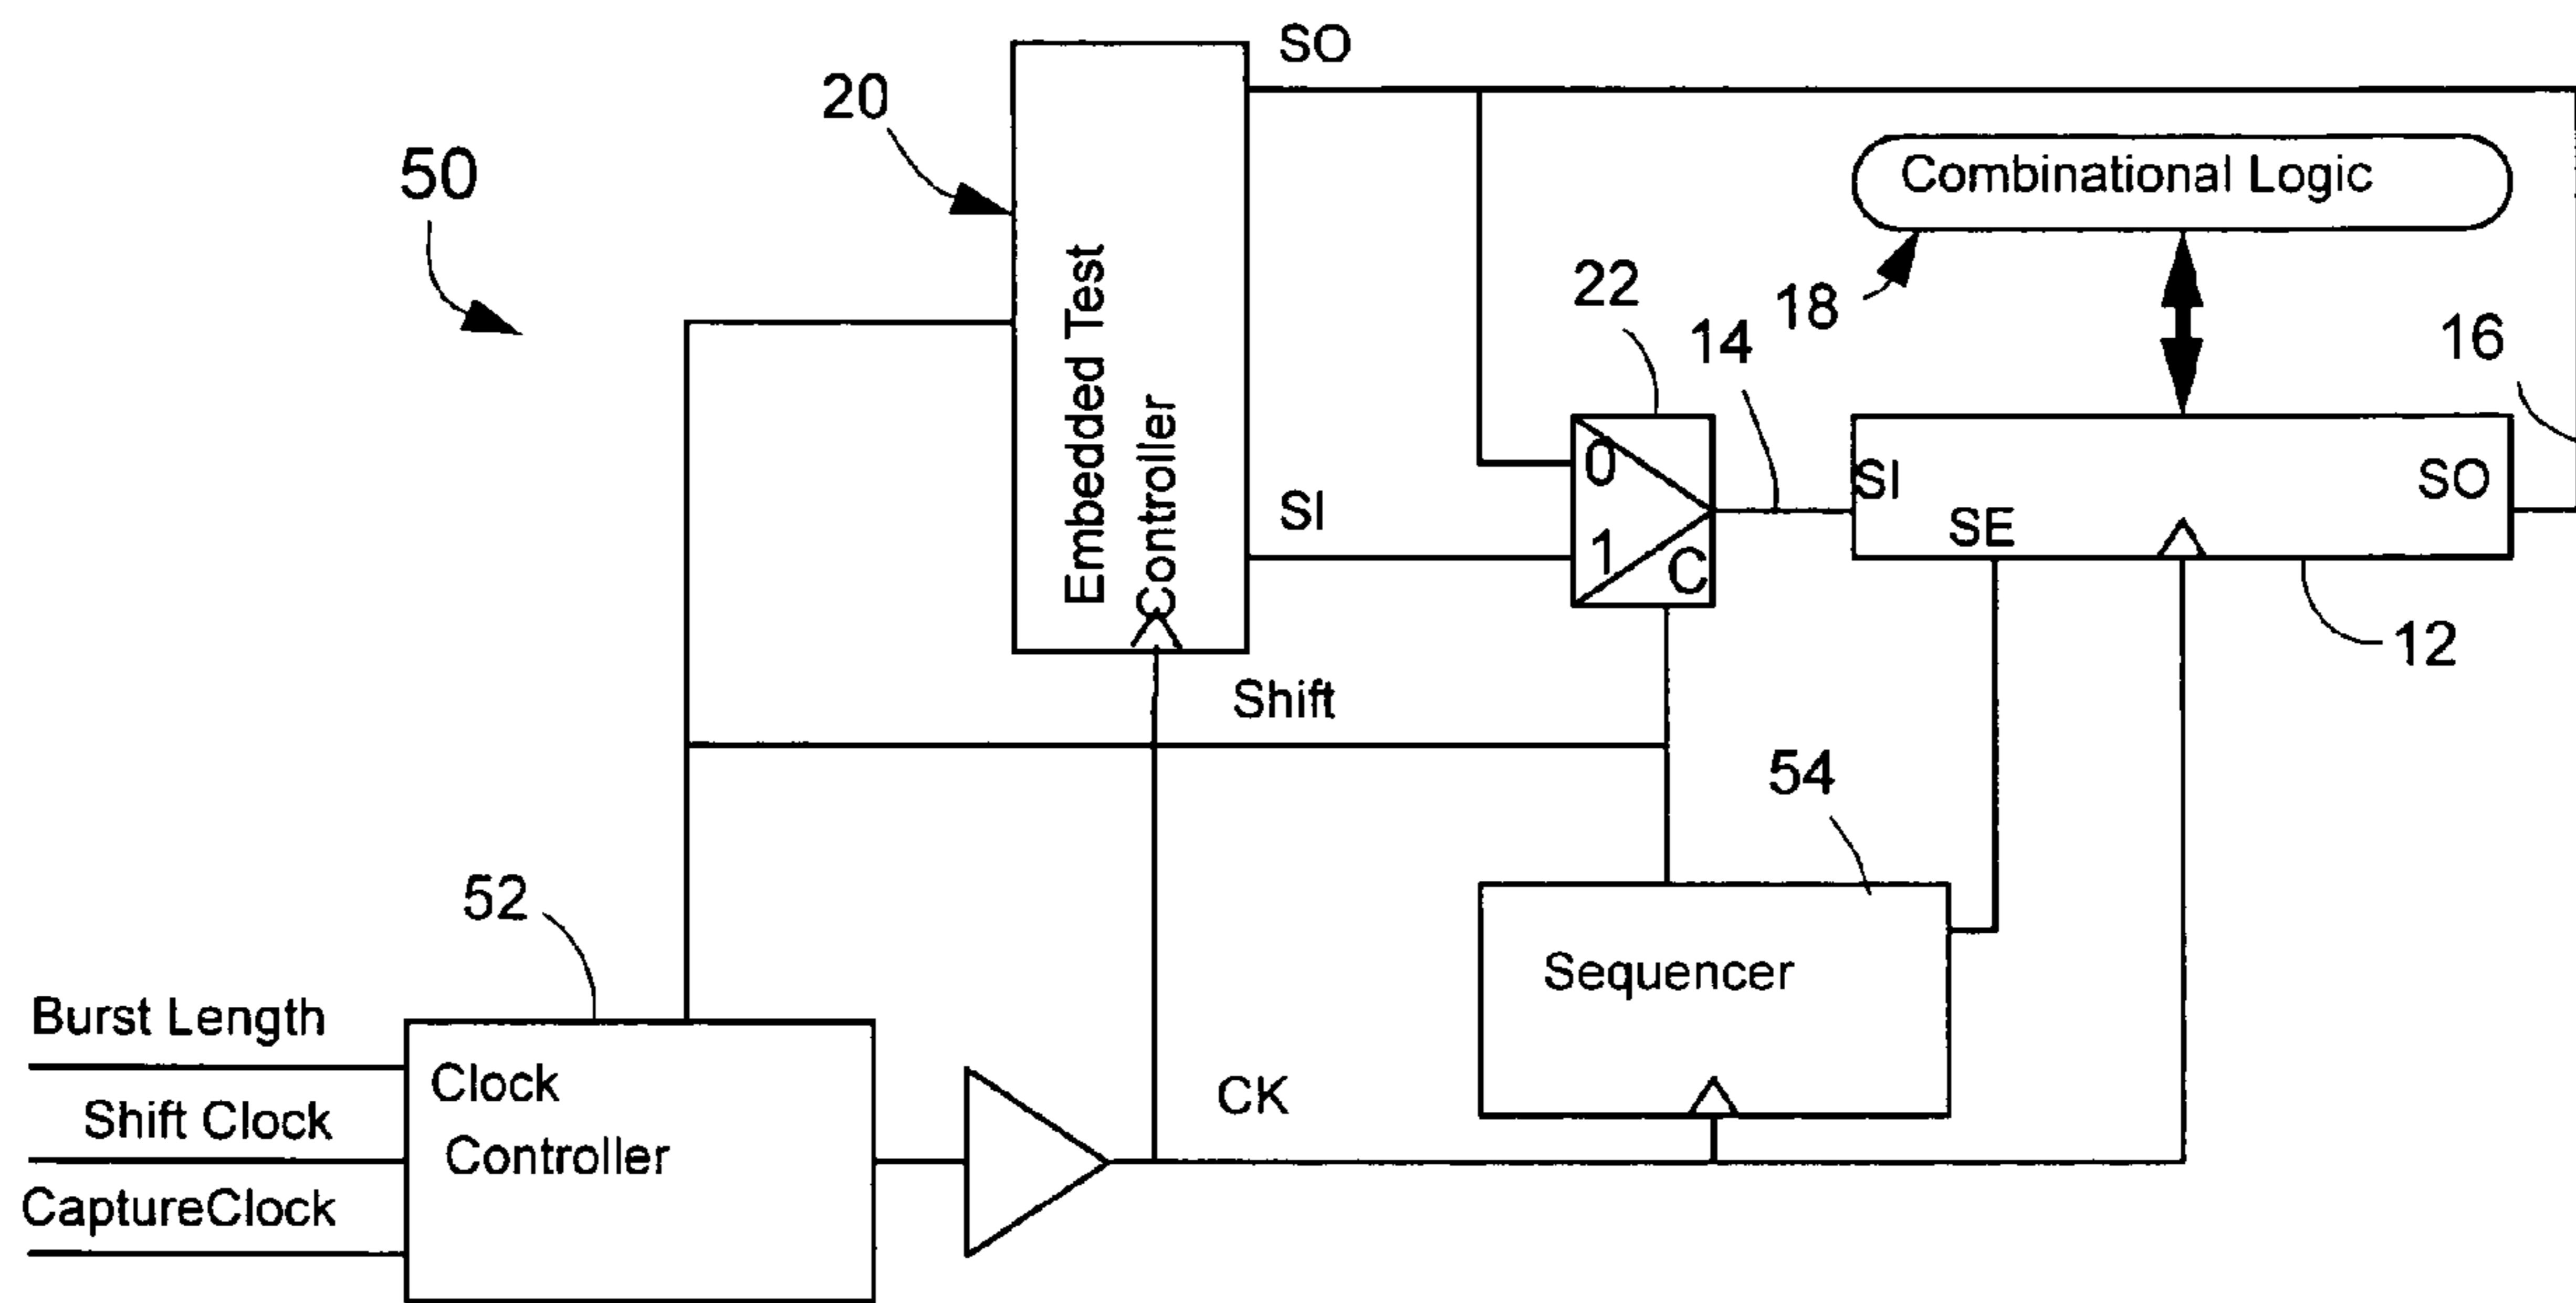 SO
20
50
Combinational Logic
Embedded Test
Controller
22
18
14
16
0
SI
SI
SO
SE
1
C
12
Shift
54
52
Sequencer
Burst Length
Clock
Controller
CK
Shift Clock
CaptureClock